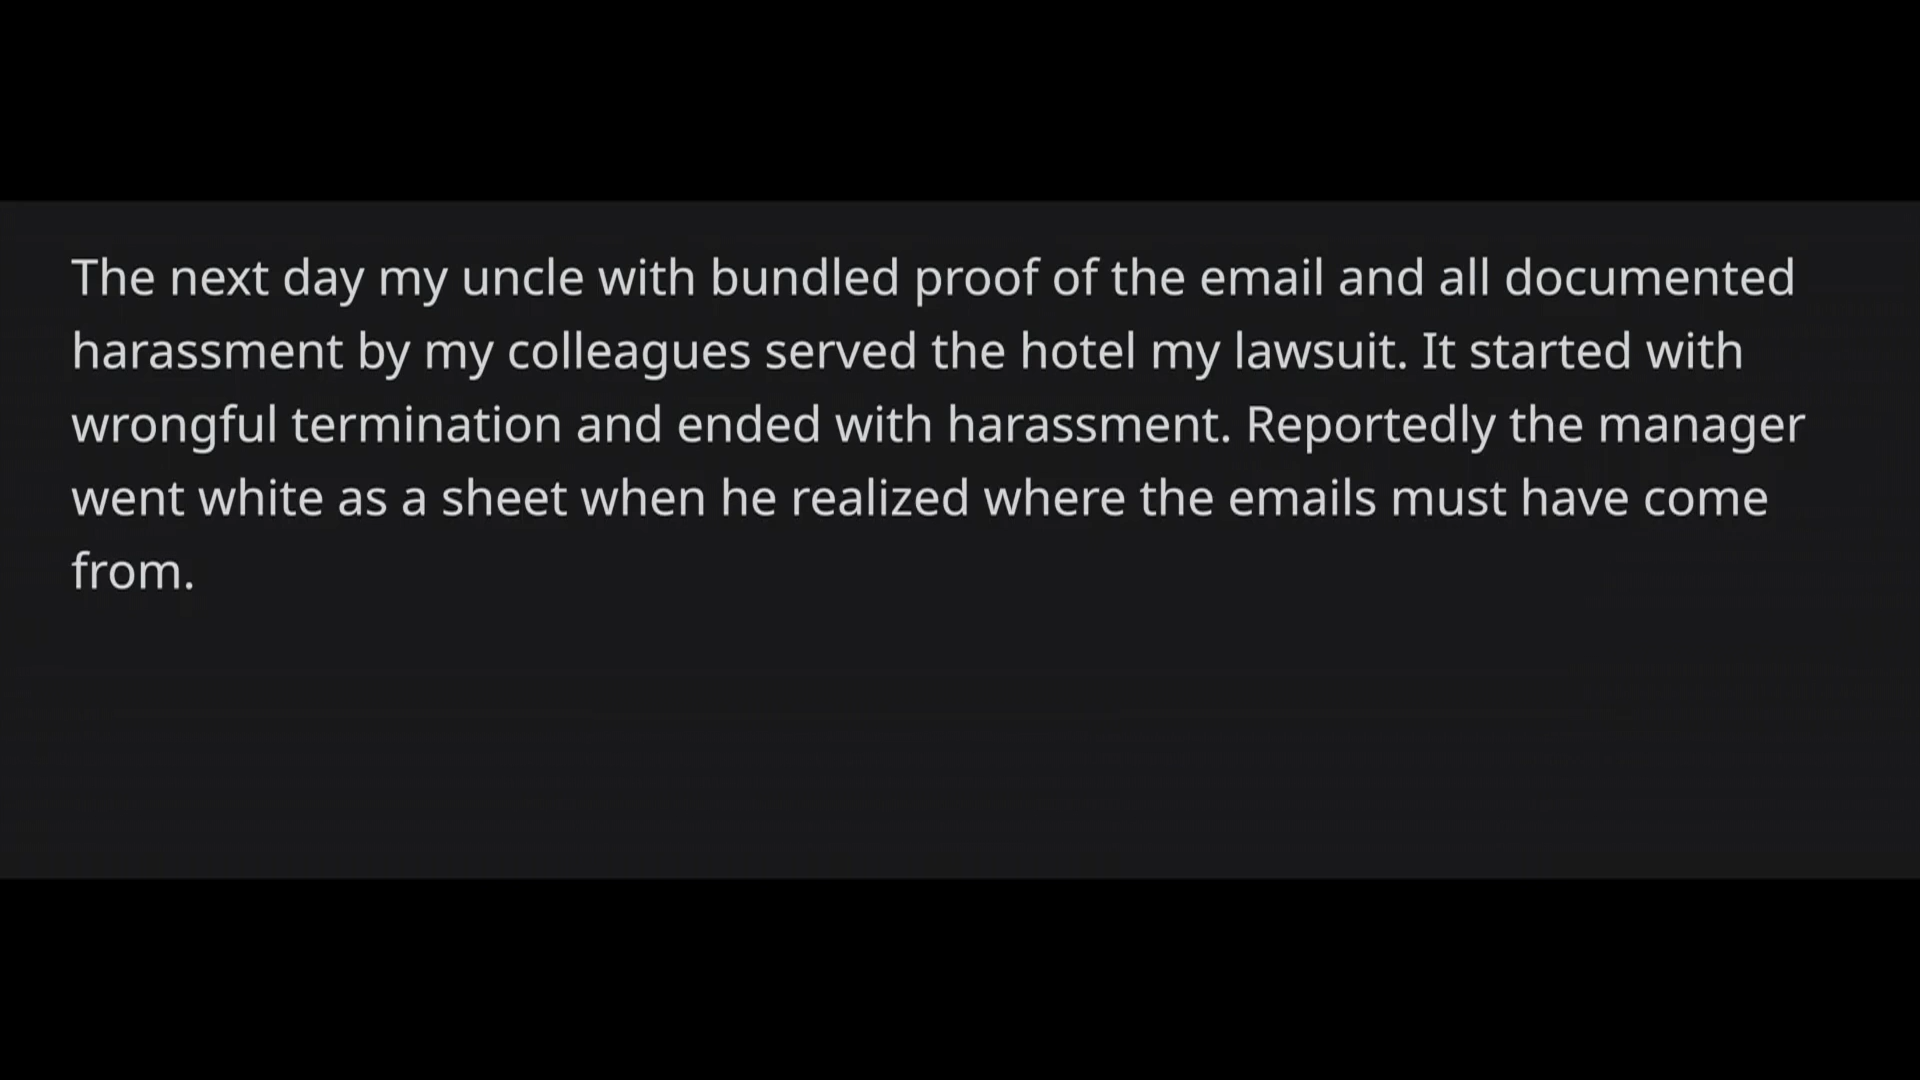 The next day my uncle with bundled proof of the email and all documented
harassment by my colleagues served the hotel my lawsuit. It started with
wrongful termination and ended with harassment. Reportedly the manager
went white as a sheet when he realized where the emails must have come
from.